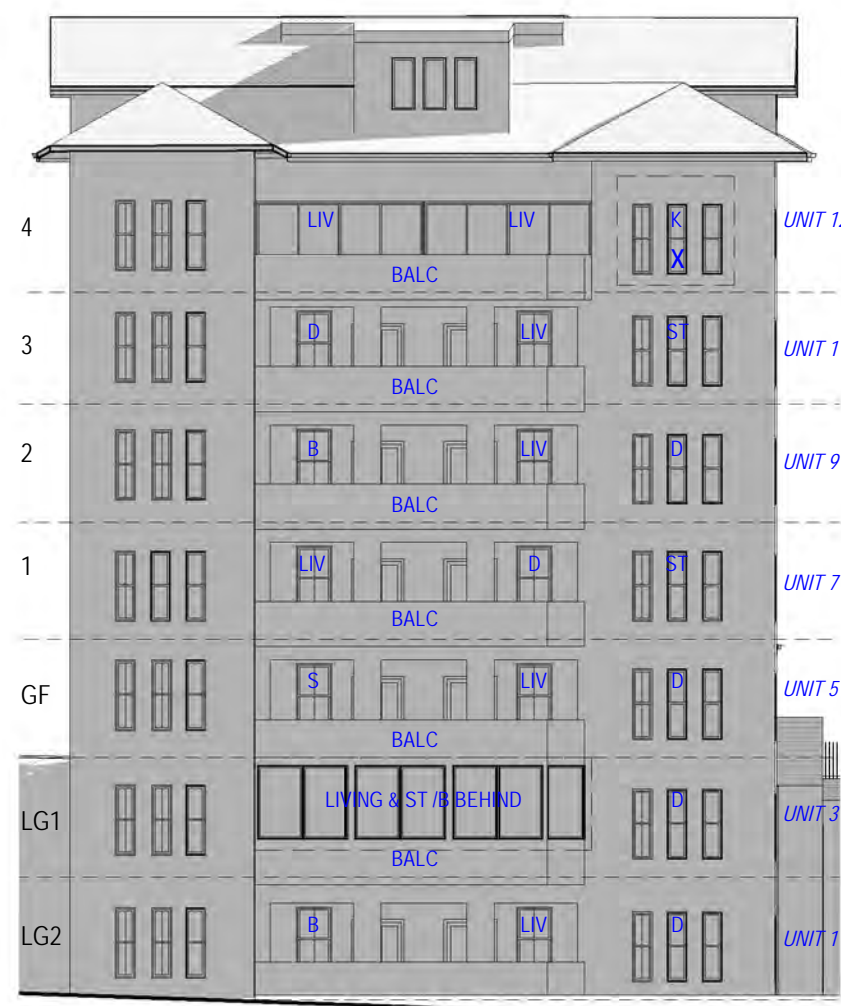 4 LIV LIV K UNIT 1
X
BALC
3 D LIV ST UNIT 1
BALC
2 B LIV D UNIT 9
BALC
1 LIV D ST UNIT 7
BALC
GF S LIV D UNIT 5
BALC
LG1 LIVING & ST /B BEHIND D UNIT 3
BALC
LG2 B LIV D UNIT 1